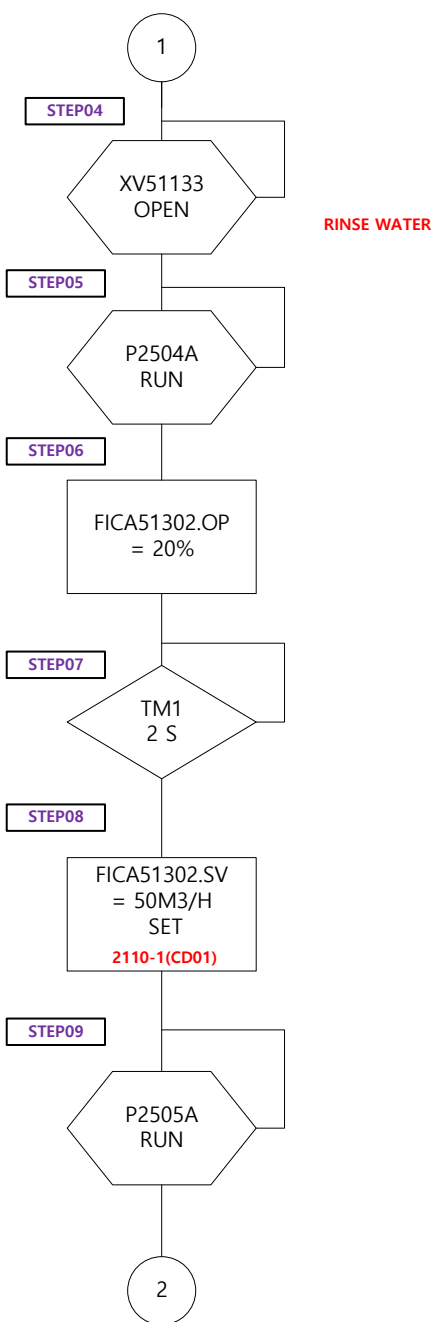 1
STEP04
XV51133
OPEN
RINSE WATER
STEP05
P2504A
RUN
STEP06
FICA51302.OP
= 20%
STEP07
TM1
2 S
STEP08
FICA51302.SV
= 50M3/H
SET
2110-1(CD01)
STEP09
P2505A
RUN
2